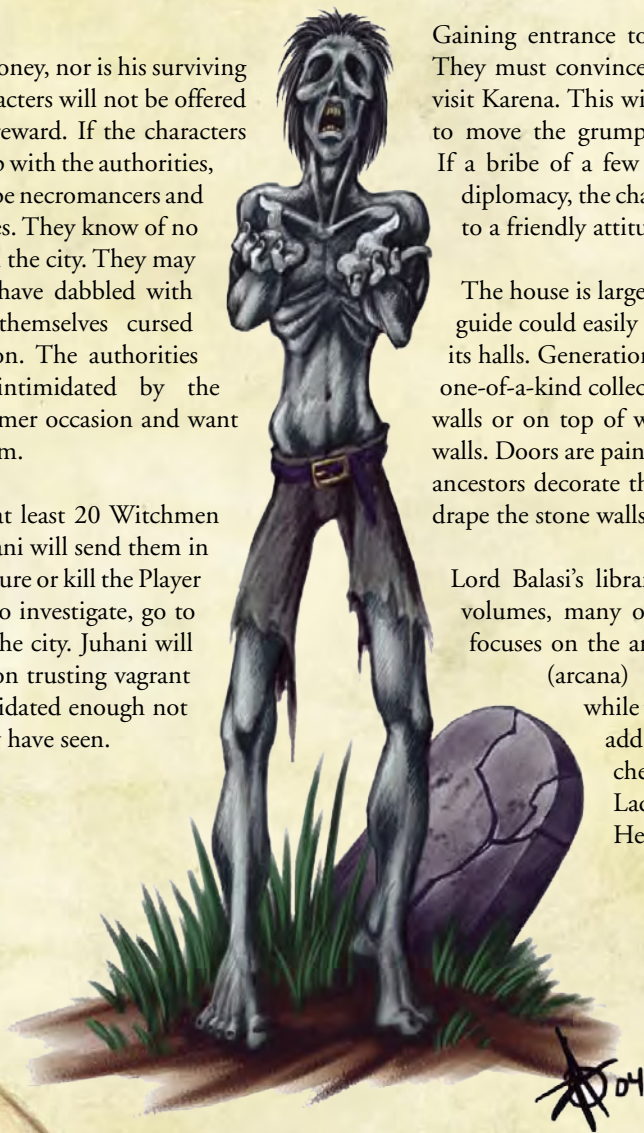 oney, nor is his surviving
acters will not be offered
reward. If the characters
p with the authorities,
be necromancers and
es. They know of no
the city. They may
have dabbled with
themselves cursed
on. The authorities
intimidated by the
mer occasion and want
m.
at least 20 Witchmen
ani will send them in
ure or kill the Player
o investigate, go to
he city. Juhani will
on trusting vagrant
idated enough not
have seen.
Gaining entrance to
They must convince
visit Karena. This wi
to move the grump
If a bribe of a few
diplomacy, the cha
to a friendly attitu
The house is large
guide could easily
its halls. Generation
one-of-a-kind collec
walls or on top of w
walls. Doors are pain
ancestors decorate th
drape the stone walls
Lord Balasi's librar
volumes, many o
focuses on the ar
(arcana)
while
add
che
Lad
He
04